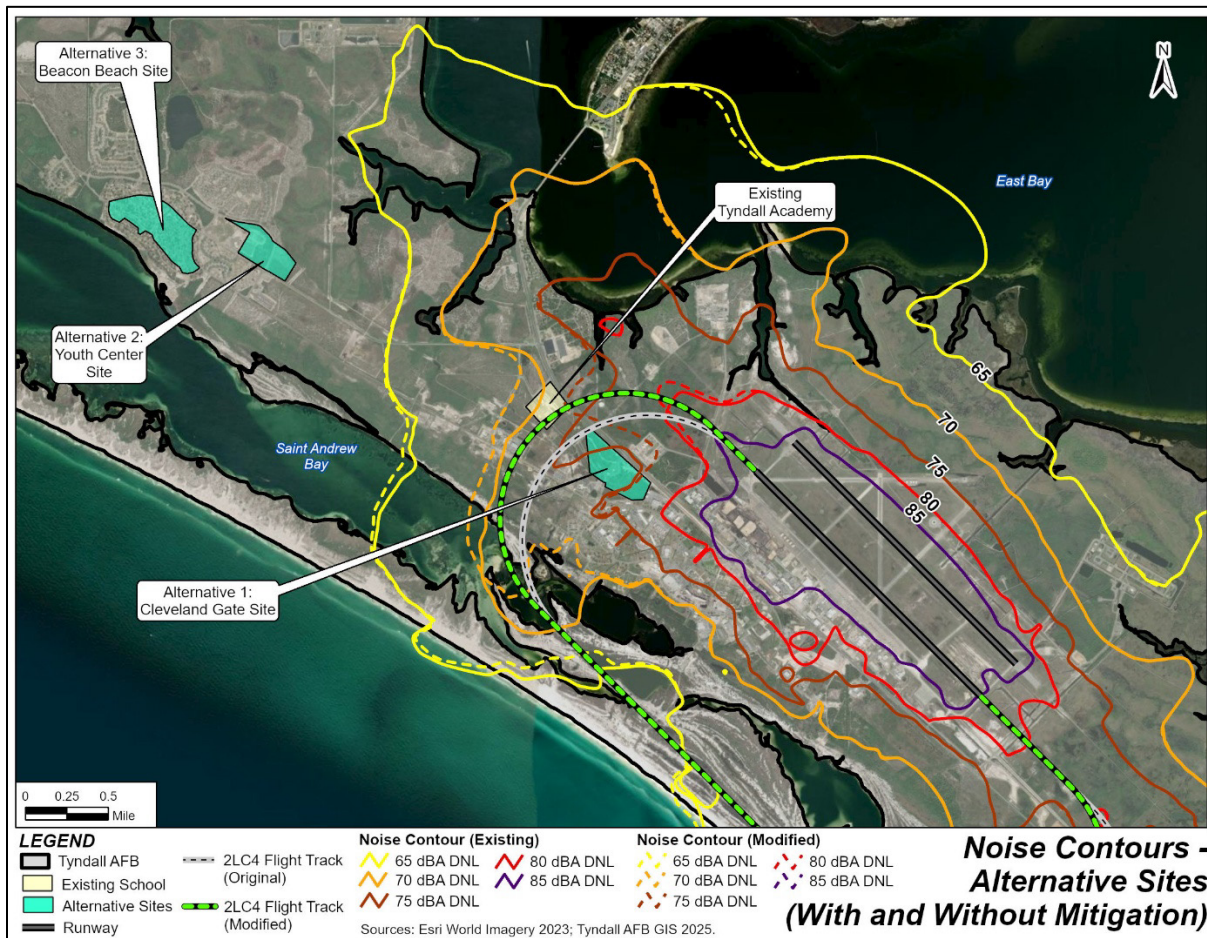 Alternative 3:
Beacon Beach Site
N
Existing
Tyndall Academy
East Bay
Alternative 2:
Youth Center
Site
Saint Andrew
Bay
65
70
75
80
85
Alternative 1:
Cleveland Gate Site
0 0.25 0.5
Mile
LEGEND
Tyndall AFB
Existing School
Alternative Sites
Runway
2LC4 Flight Track
(Original)
2LC4 Flight Track
(Modified)
Noise Contour (Existing)
65 dBA DNL
70 dBA DNL
75 dBA DNL
80 dBA DNL
85 dBA DNL
Noise Contour (Modified)
65 dBA DNL
70 dBA DNL
75 dBA DNL
80 dBA DNL
85 dBA DNL
Sources: Esri World Imagery 2023; Tyndall AFB GIS 2025.
Noise Contours -
Alternative Sites
(With and Without Mitigation)